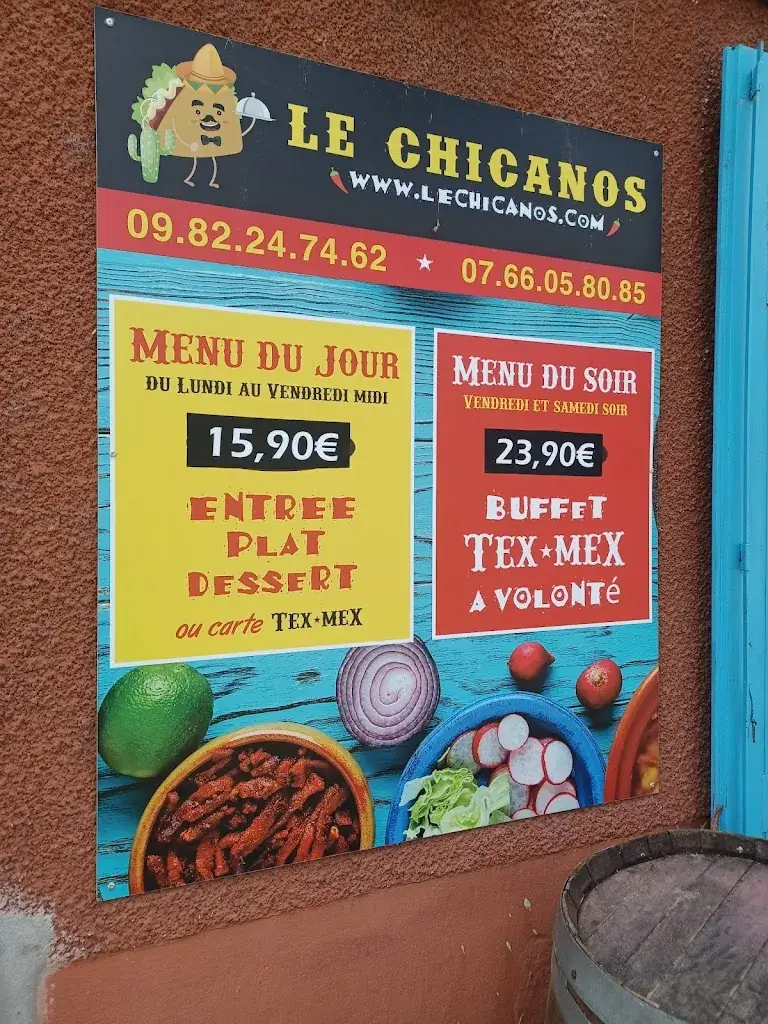 LE CHICANOS
WWW.LECHICANOS.COM
09.82.24.74.62 ★ 07.66.05.80.85
MENU DU JOUR
DU LUNDI AU VENDREDI MIDI
15,90€
ENTREE
PLAT
DESSERT
ou carte TEX★MEX
MENU DU SOIR
VENDREDI ET SAMEDI SOIR
23,90€
BUFFET
TEX★MEX
A VOLONTé